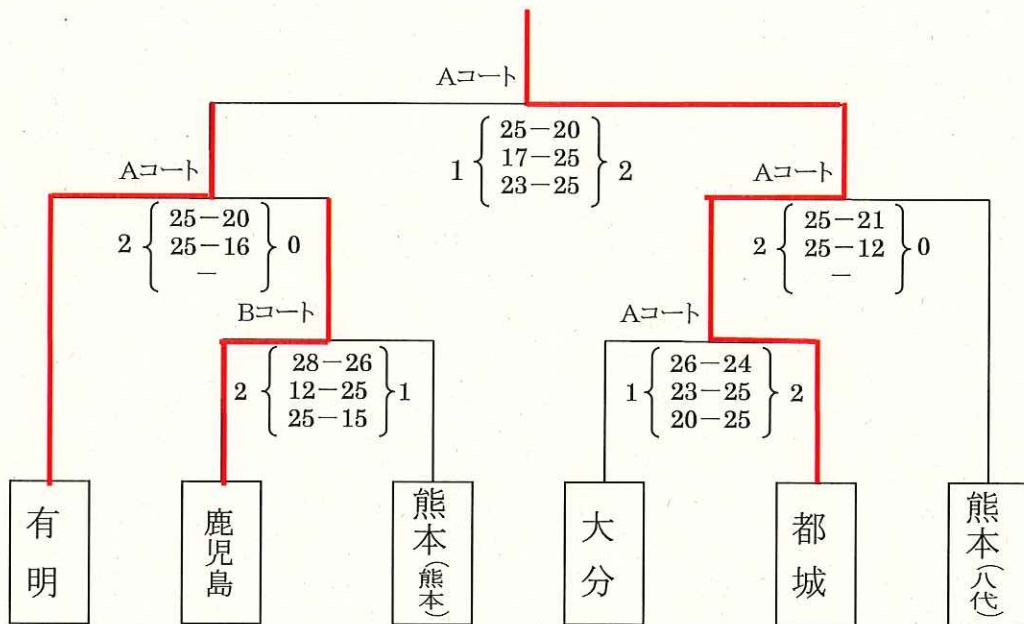 Aコート
1 25-20 2
17-25
23-25
Aコート
2 25-20 0
25-16
-
Aコート
2 25-21 0
25-12
-
Bコート
2 28-26 1
12-25
25-15
Aコート
1 26-24 2
23-25
20-25
有明
鹿児島
熊本(熊本)
大分
都城
熊本(八代)